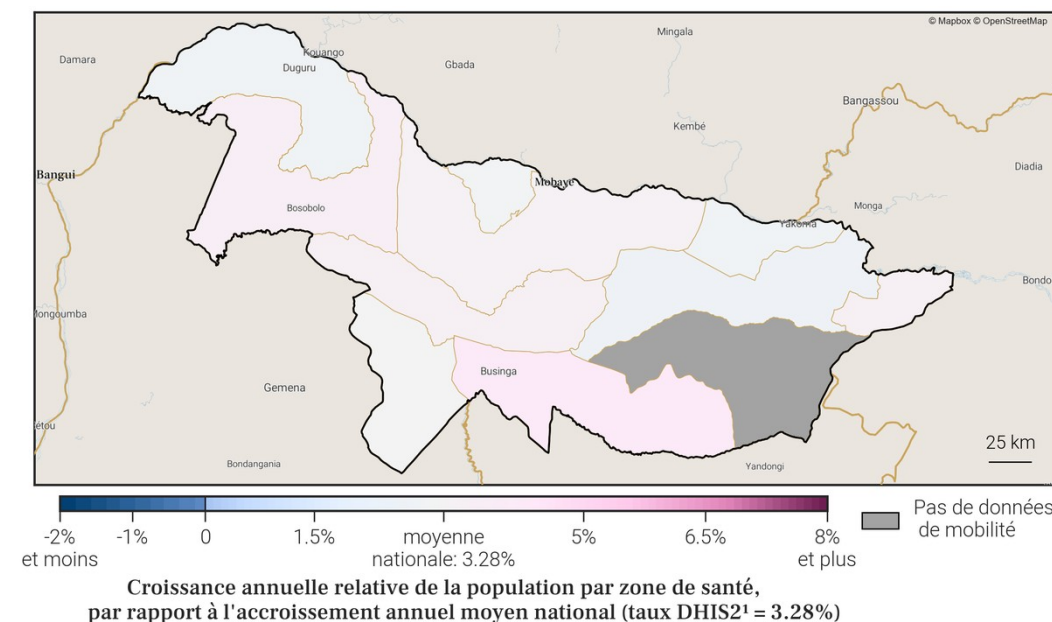 © Mapbox © OpenStreetMap
Mingala
Damara
Kouango
Duguru
Gbada
Bangassou
Kembé
Diadia
Bangui
Mobaye
Bosobolo
Monga
Yakoma
Bondo
Mongoumba
Businga
Gemena
étou
Bondangania
Yandongi
25 km
-2%
et moins
-1%
0
1.5%
moyenne
nationale: 3.28%
5%
6.5%
8%
et plus
Pas de données
de mobilité
Croissance annuelle relative de la population par zone de santé,
par rapport à l'accroissement annuel moyen national (taux DHIS2¹ = 3.28%)